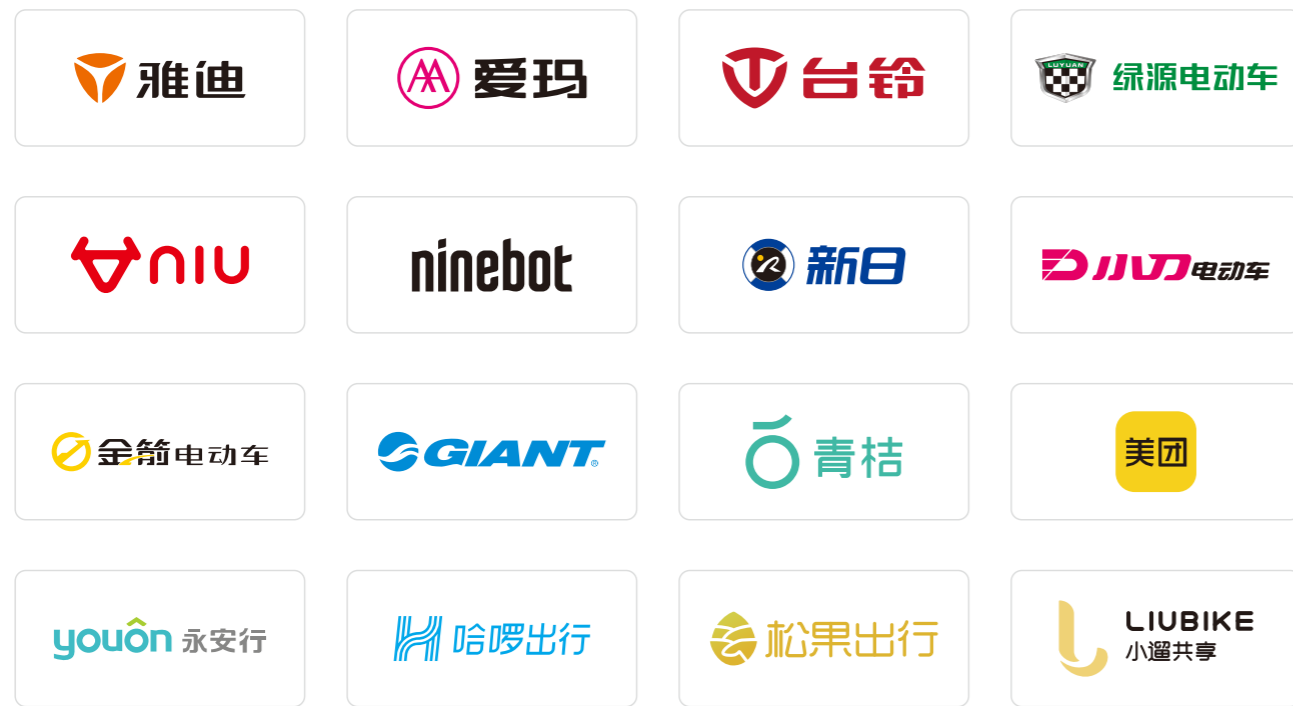 雅迪
爱玛
台铃
LUYUAN
绿源电动车
NIU
ninebot
新日
小刀电动车
金箭电动车
GIANT®
青桔
美团
youôn 永安行
哈啰出行
松果出行
LIUBIKE
小遛共享